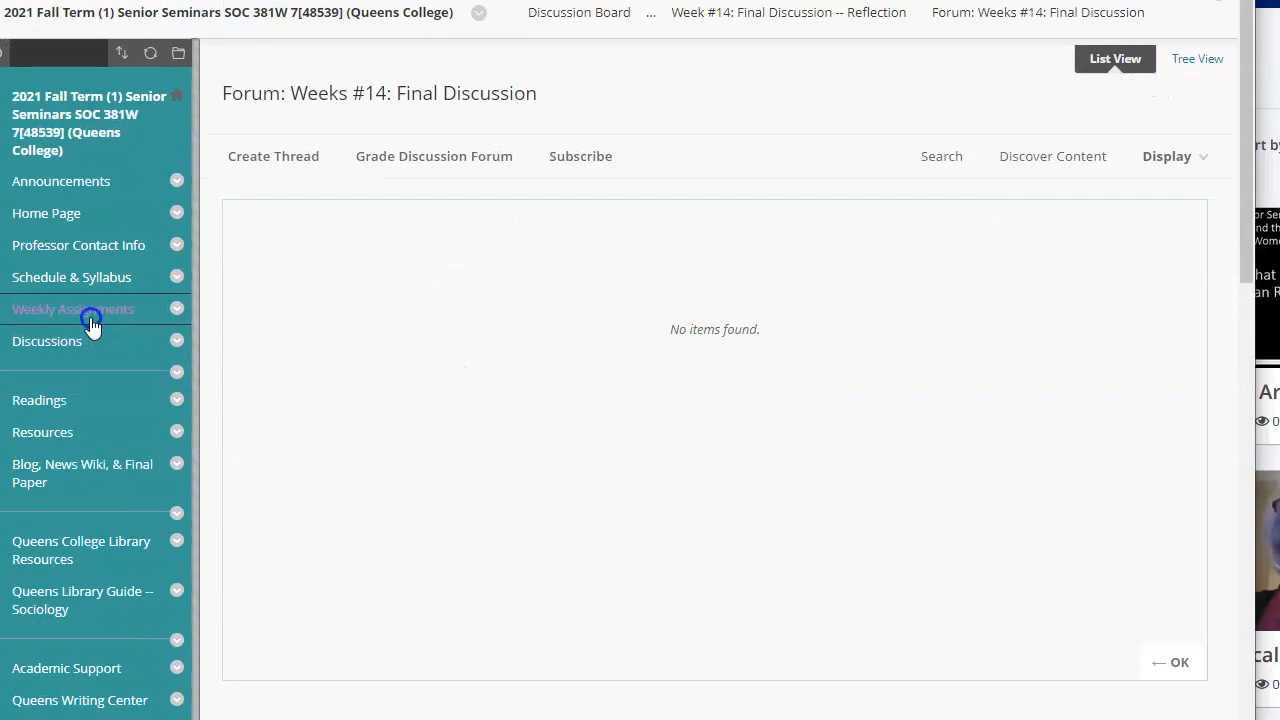 2021 Fall Term (1) Senior Seminars SOC 381W 7[48539] (Queens College)
Discussion Board
...
Week #14: Final Discussion -- Reflection
Forum: Weeks #14: Final Discussion
List View
Tree View
2021 Fall Term (1) Senior
Seminars SOC 381W
7[48539] (Queens
College)
Forum: Weeks #14: Final Discussion
Create Thread
Grade Discussion Forum
Subscribe
Search
Discover Content
Display
Announcements
Home Page
Professor Contact Info
Schedule & Syllabus
Weekly Assignments
Discussions
No items found.
Readings
Resources
Blog, News Wiki, & Final
Paper
Queens College Library
Resources
Queens Library Guide --
Sociology
Academic Support
Queens Writing Center
← OK